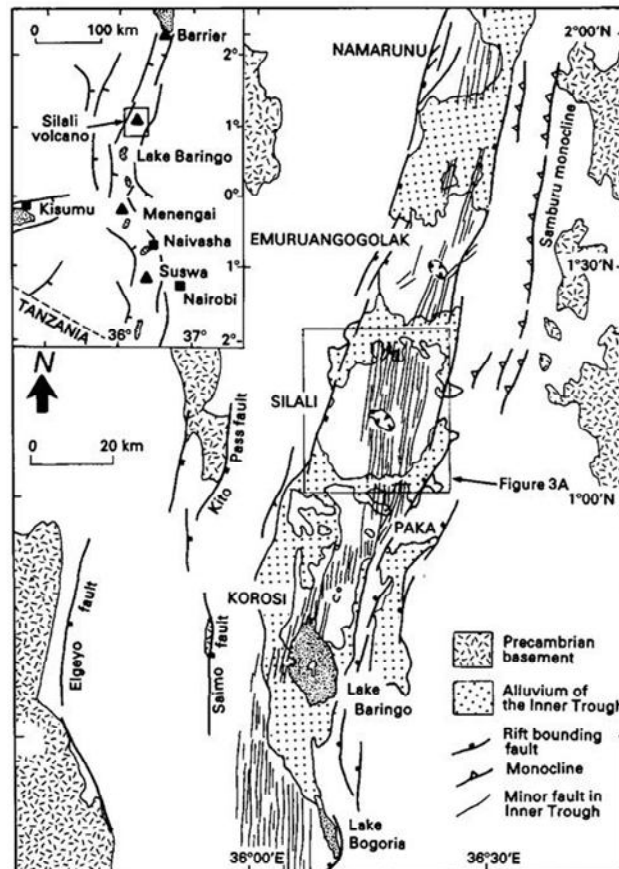 0 100 km
Barrier
Silali
volcano
Lake Baringo
Kisumu
Menengai
Naivasha
Suswa
Nairobi
TANZANIA
36°
37°
2°
1°
0°
1°
2°
NAMARUNU
2°00'N
Samburu monocline
EMURUANGOGOLAK
1°30'N
N
0 20 km
SILALI
Kito Pass fault
Figure 3A
1°00'N
PAKA
KOROSI
Elgeyo fault
Saimo fault
Lake
Baringo
Lake
Bogoria
36°00'E
36°30'E
Precambrian
basement
Alluvium of
the Inner Trough
Rift bounding
fault
Monocline
Minor fault in
Inner Trough